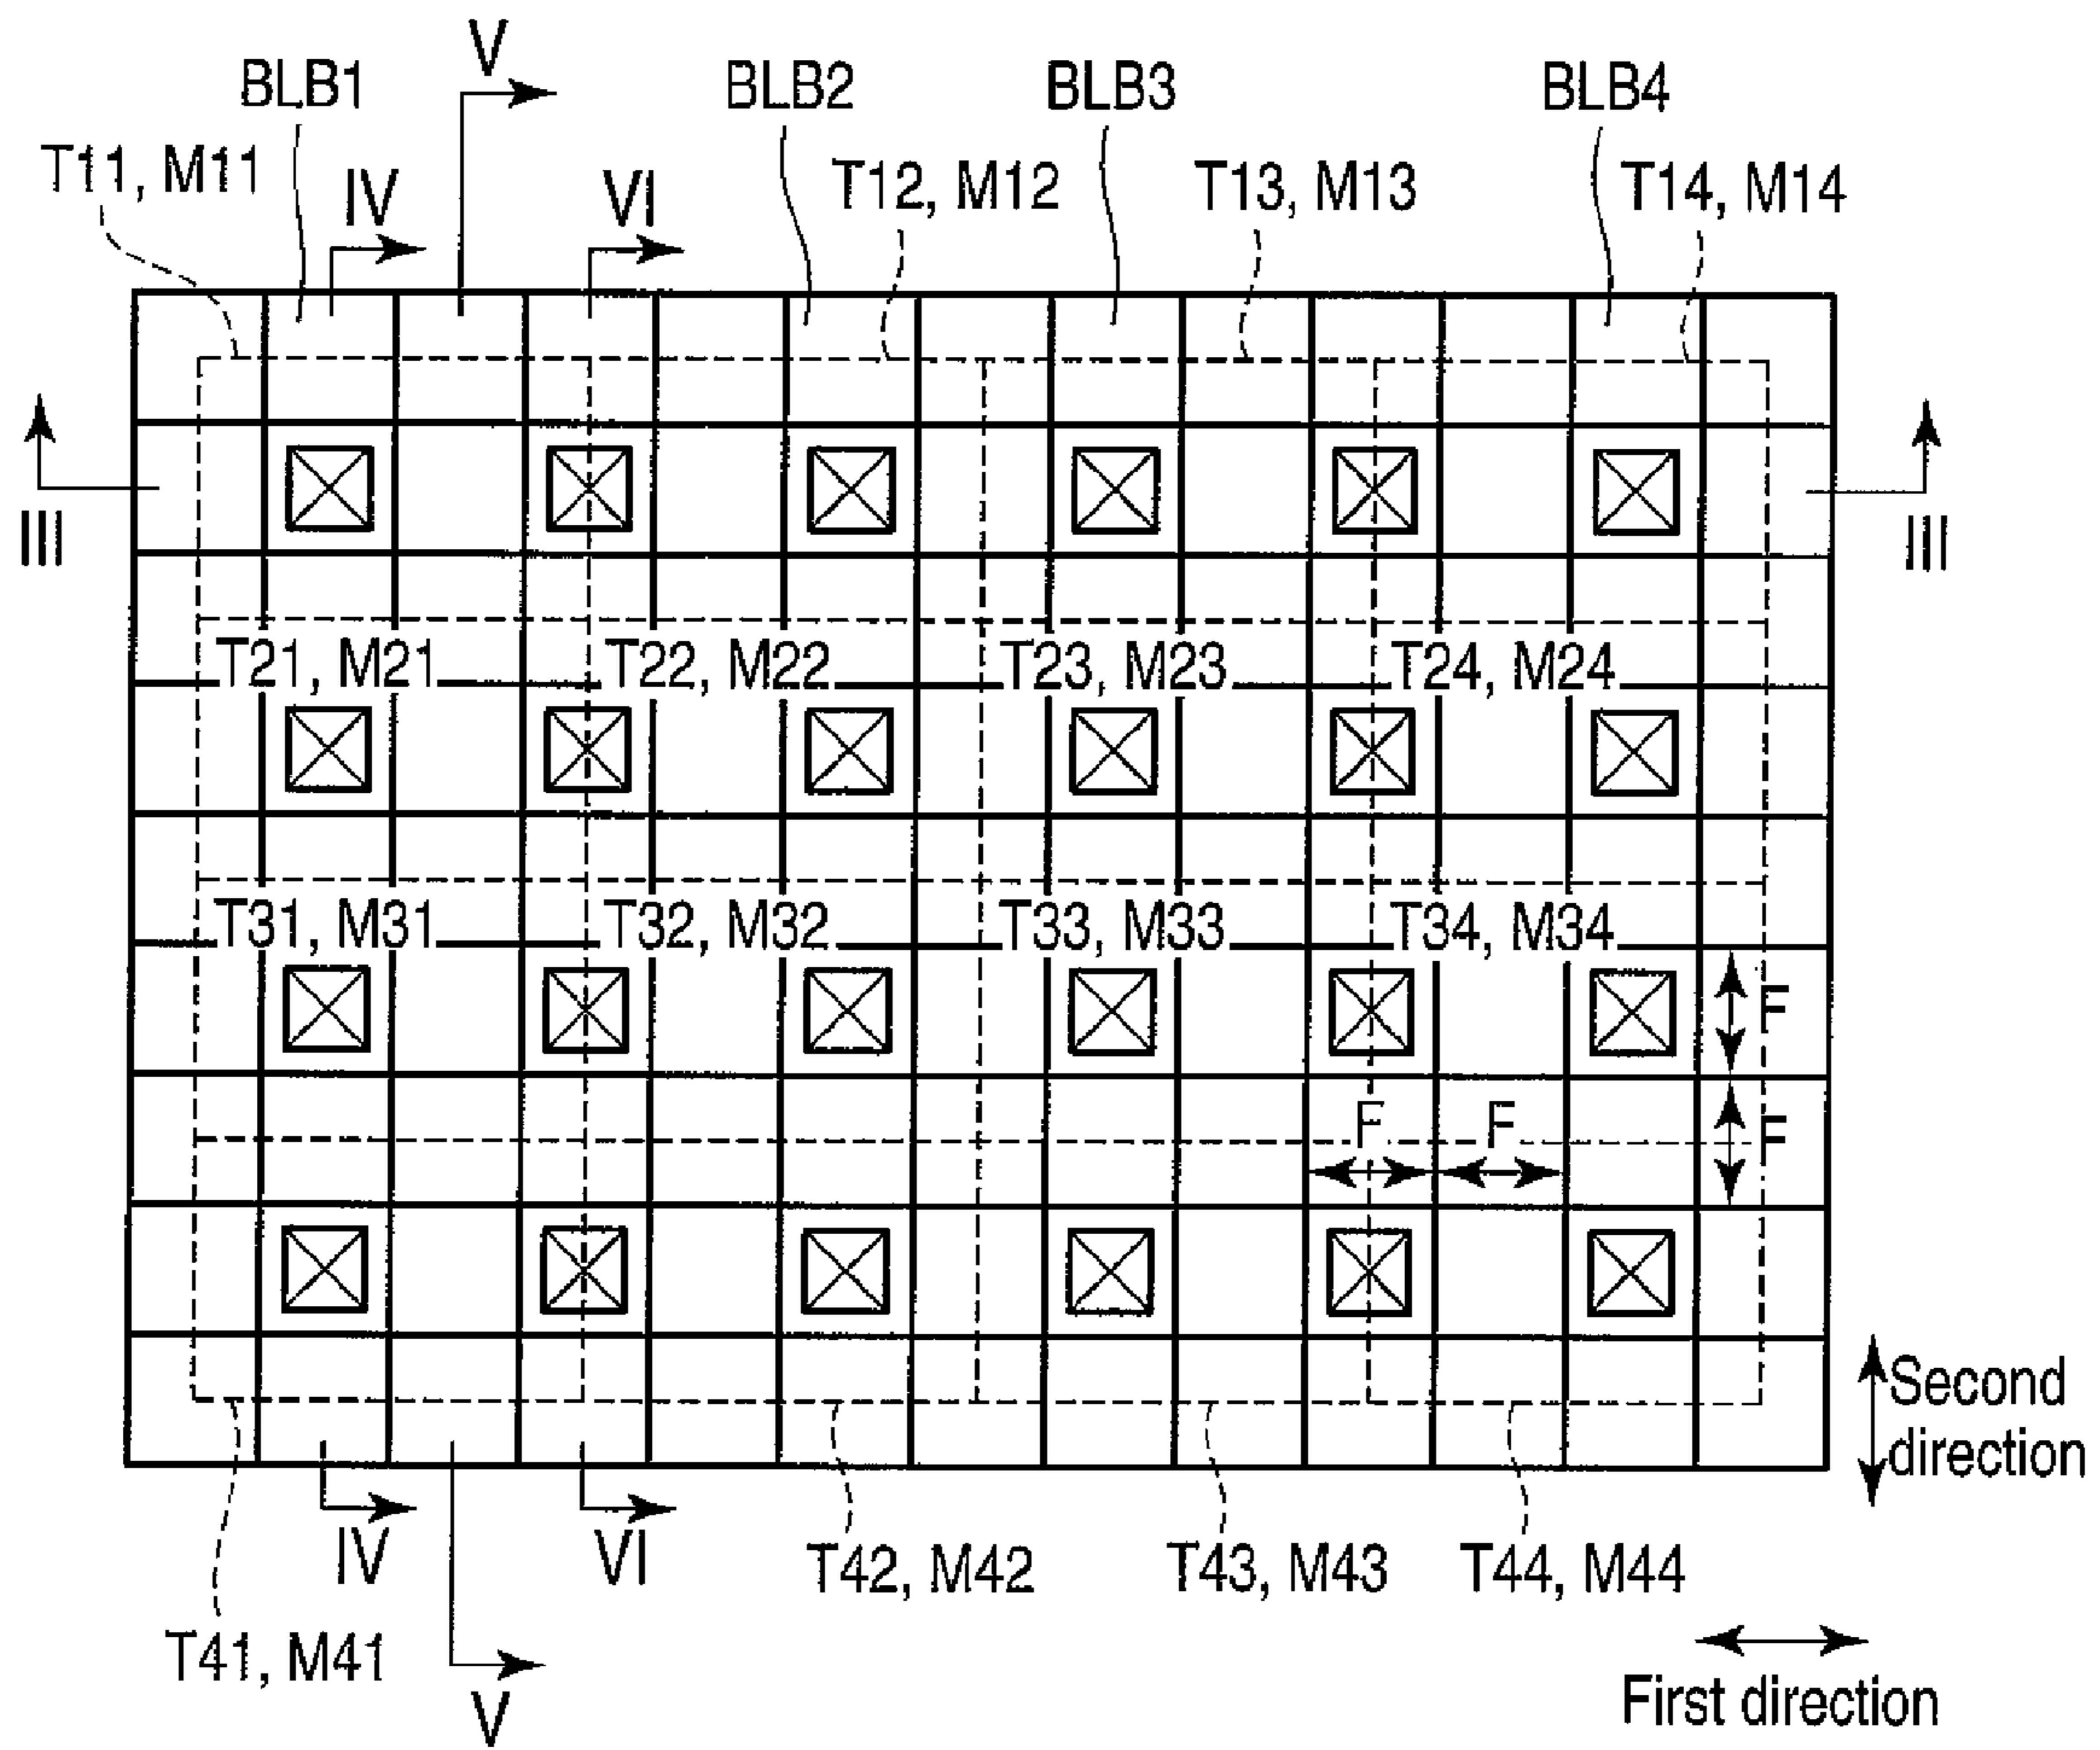 V
BLB1
BLB2
BLB3
BLB4
T11, M11
IV
VI
T12, M12
T13, M13
T14, M14
III
III
T21, M21
T22, M22
T23, M23
T24, M24
T31, M31
T32, M32
T33, M33
T34, M34
F
F
F
F
Second
direction
IV
VI
T42, M42
T43, M43
T44, M44
T41, M41
V
First direction